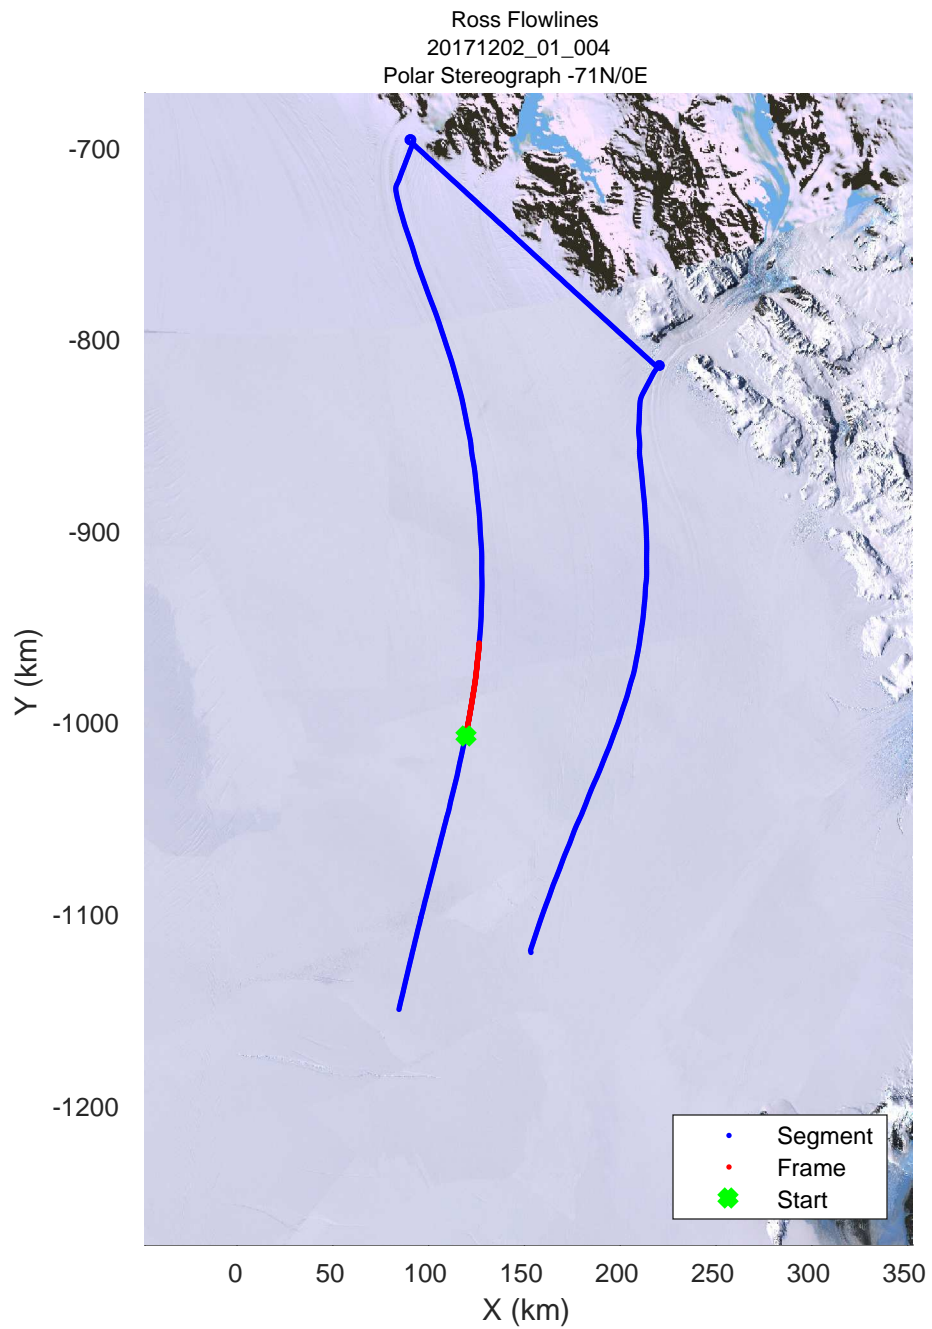 Ross Flowlines
20171202_01_004
Polar Stereograph -71N/0E
-700
-800
-900
-1000
-1100
-1200
Y (km)
0 50 100 150 200 250 300 350
X (km)
Segment
Frame
Start